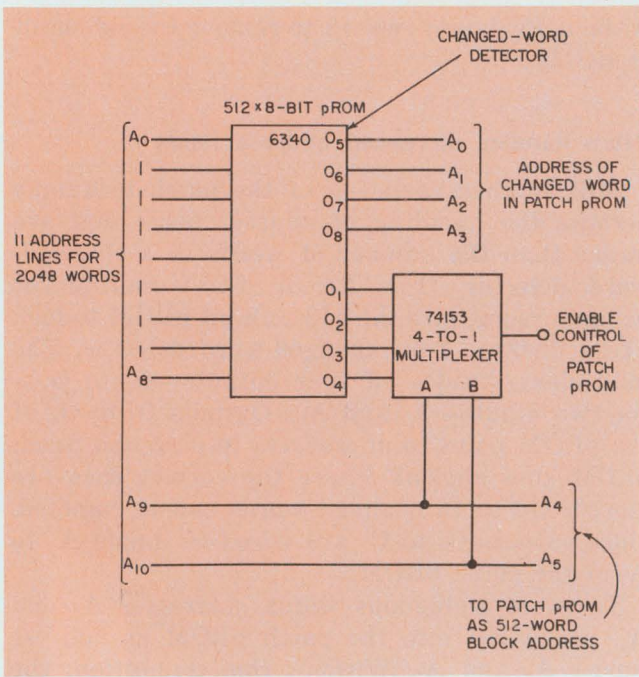 CHANGED-WORD
DETECTOR
512 x 8-BIT pROM
A0
6340
O5
A0
O6
A1
O7
A2
O8
A3
ADDRESS OF
CHANGED WORD
IN PATCH pROM
11 ADDRESS
LINES FOR
2048 WORDS
O1
O2
O3
O4
A8
74153
4-TO-1
MULTIPLEXER
A B
ENABLE
CONTROL
OF
PATCH
pROM
A9
A4
A10
A5
TO PATCH pROM
AS 512-WORD
BLOCK ADDRESS